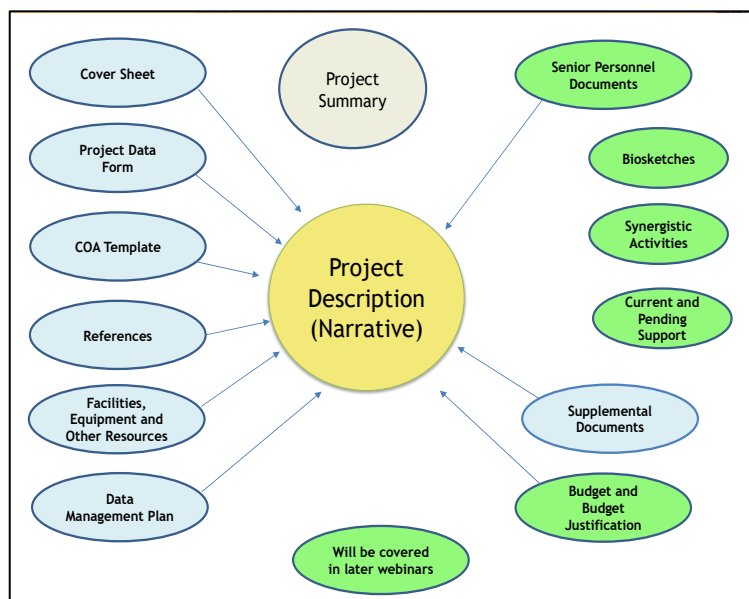 Cover Sheet
Project Data
Form
COA Template
References
Facilities,
Equipment and
Other Resources
Data
Management Plan
Project
Summary
Project
Description
(Narrative)
Will be covered
in later webinars
Senior Personnel
Documents
Biosketches
Synergistic
Activities
Current and
Pending
Support
Supplemental
Documents
Budget and
Budget
Justification